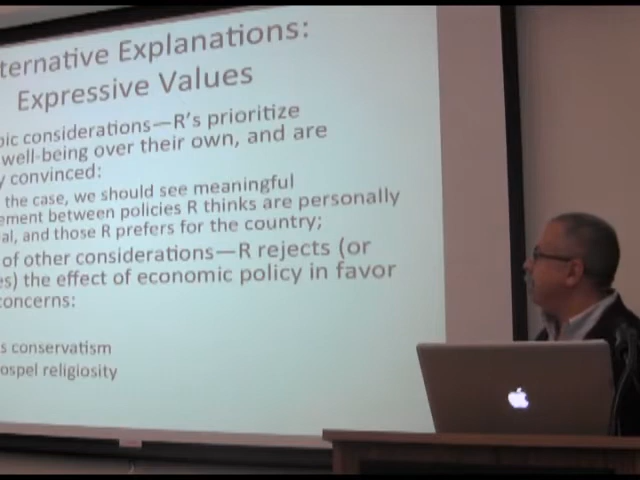 ternative Explanations:
Expressive Values
pic considerations—R's prioritize
well-being over their own, and are
y convinced:
the case, we should see meaningful
ement between policies R thinks are personally
al, and those R prefers for the country;
of other considerations—R rejects (or
es) the effect of economic policy in favor
concerns:
s conservatism
ospel religiosity